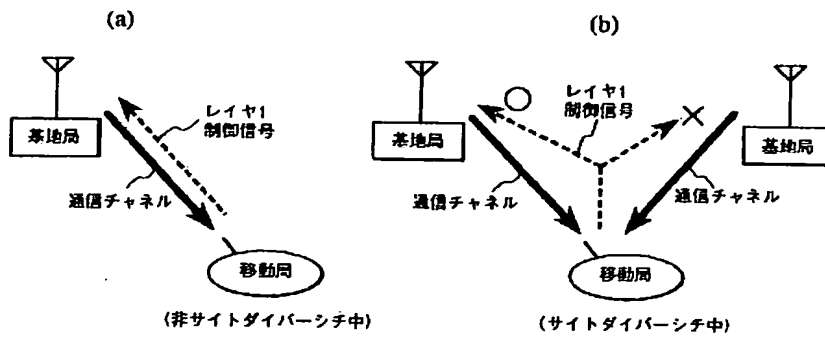 (a)
基地局
レイヤ1
制御信号
通信チャネル
移動局
(非サイトダイバーシチ中)
(b)
基地局
レイヤ1
制御信号
基地局
通信チャネル
通信チャネル
移動局
(サイトダイバーシチ中)